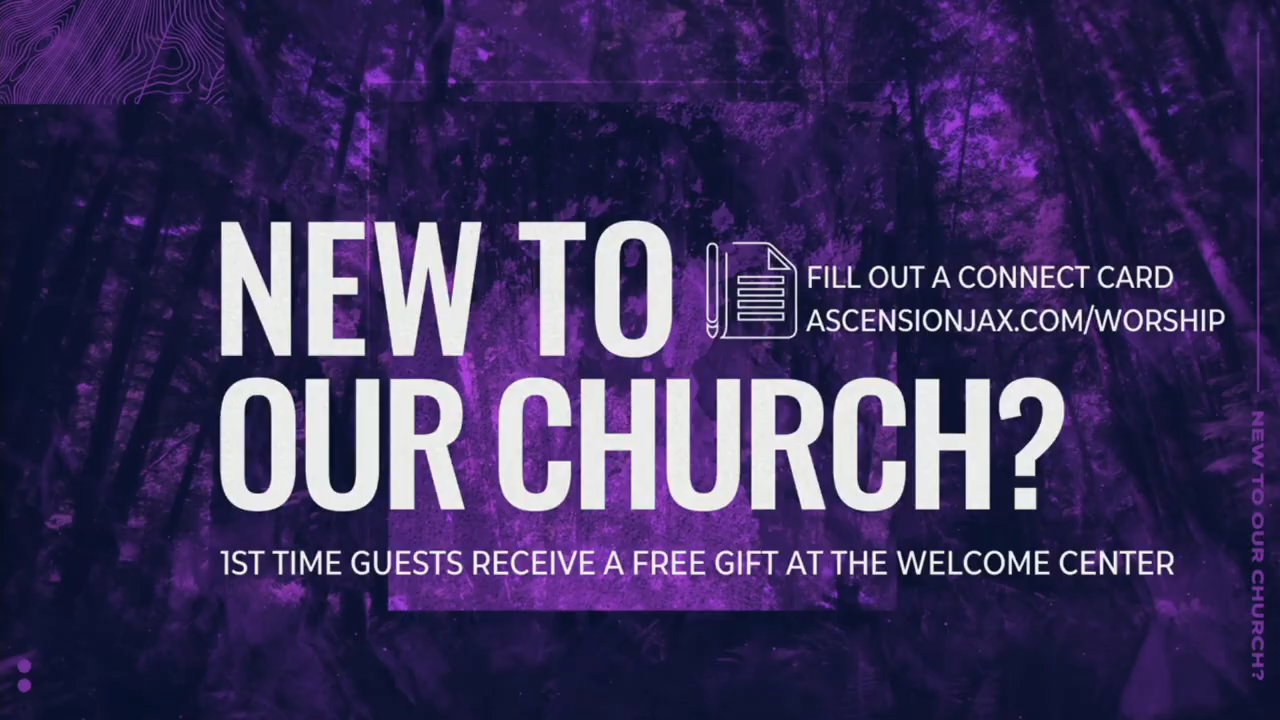 NEW TO
OUR CHURCH?
FILL OUT A CONNECT CARD
ASCENSIONJAX.COM/WORSHIP
1ST TIME GUESTS RECEIVE A FREE GIFT AT THE WELCOME CENTER
NEW TO OUR CHURCH?